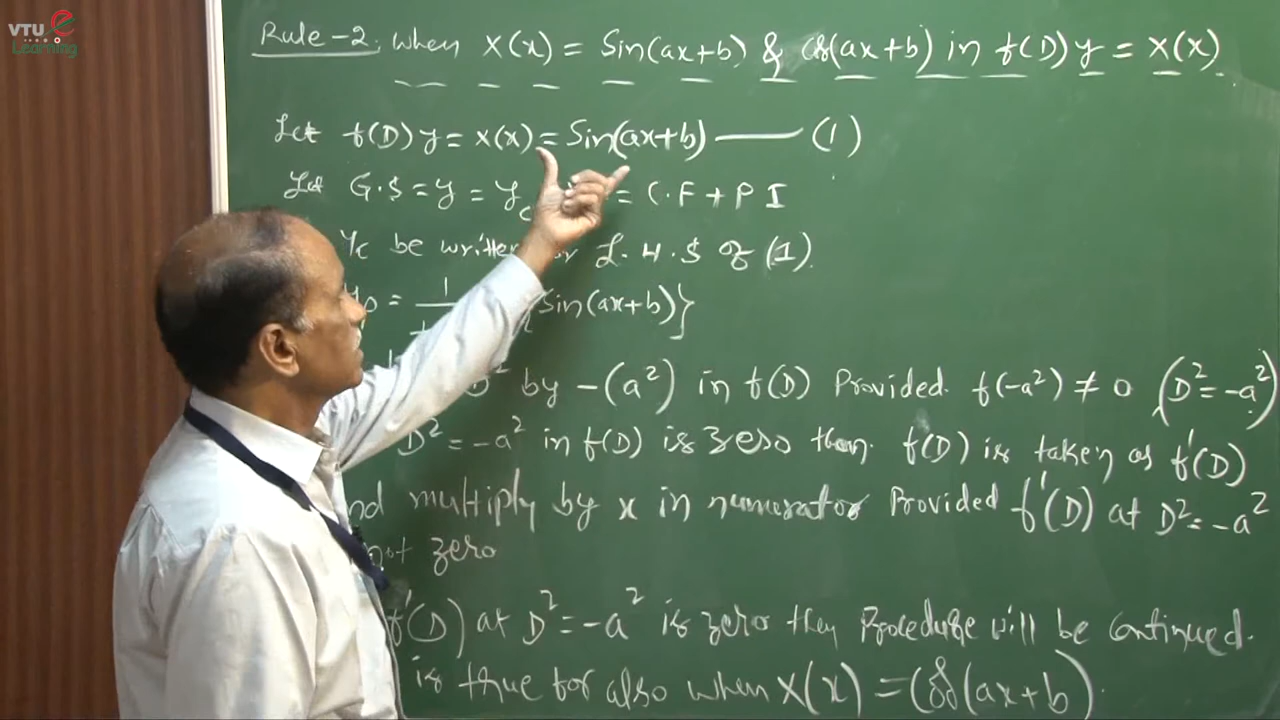 VTU e Learning
Rule-2. when X(x) = Sin(ax+b) & Cos(ax+b) in f(D) y = X(x).
Let f(D) y = X(x) = Sin(ax+b) —— (1)
Let G.S = y = yc = C.F + P I
yc be written for L.H.S of (1).
yp = 1 {Sin(ax+b)}
D² by -(a²) in f(D) Provided. f(-a²) ≠ 0 (D² = -a²)
D² = -a² in f(D) is zero then. f(D) is taken as f'(D)
nd multiply by x in numerator Provided f'(D) at D² = -a²
not zero
f'(D) at D² = -a² is zero then Procedure will be continued.
is true for also when X(x) = Cos(ax+b).